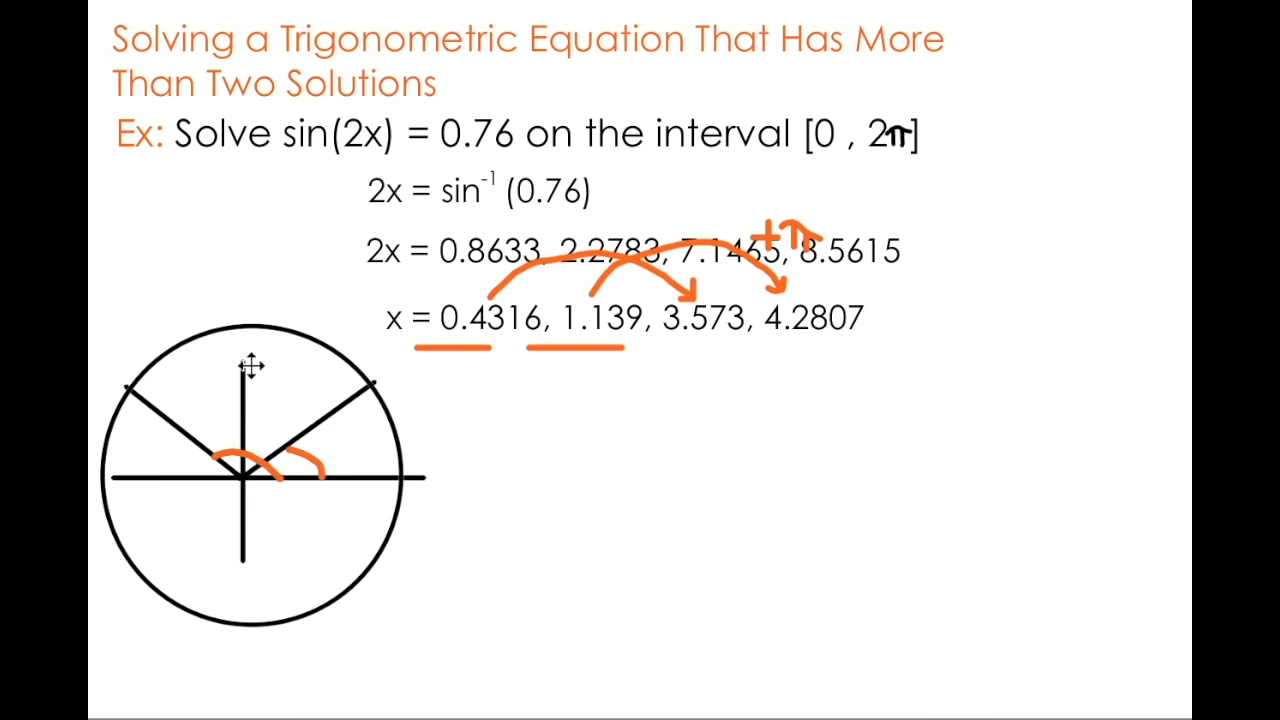 Solving a Trigonometric Equation That Has More
Than Two Solutions
Ex: Solve sin(2x) = 0.76 on the interval [0 , 2π]
2x = sin⁻¹ (0.76)
+π
2x = 0.8633, 2.2783, 7.1465, 8.5615
x = 0.4316, 1.139, 3.573, 4.2807